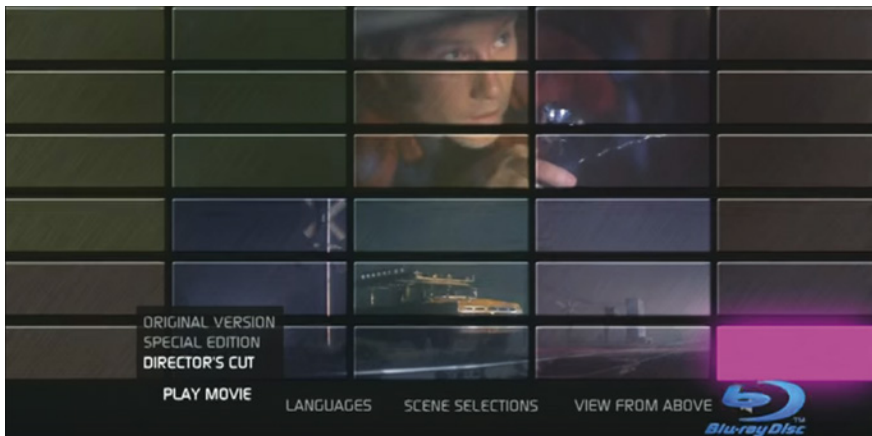 ORIGINAL VERSION
SPECIAL EDITION
DIRECTOR'S CUT
PLAY MOVIE
LANGUAGES
SCENE SELECTIONS
VIEW FROM ABOVE
Blu-ray Disc
TM